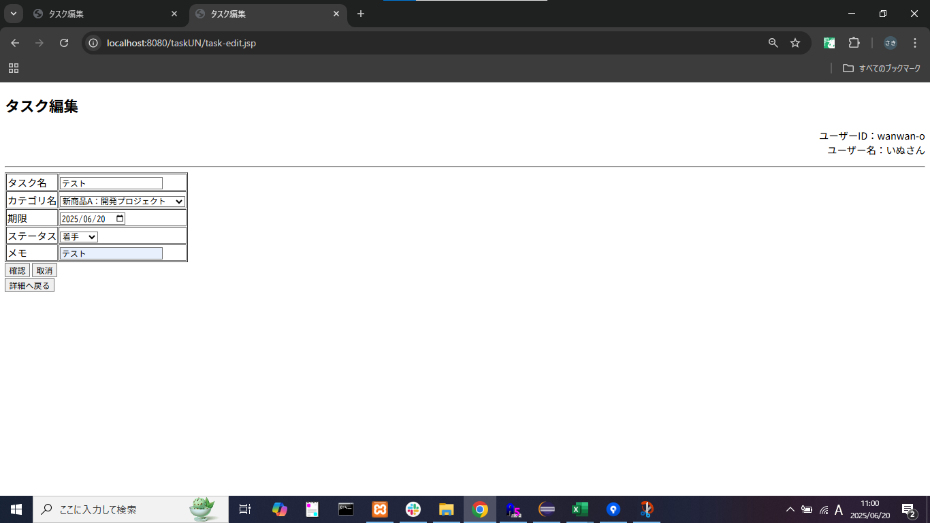 タスク編集
タスク編集
localhost:8080/taskUN/task-edit.jsp
さき
すべてのブックマーク
タスク編集
ユーザーID：wanwan-o
ユーザー名：いぬさん
タスク名 テスト
カテゴリ名 新商品A：開発プロジェクト
期限 2025/06/20
ステータス 着手
メモ テスト
確認 取消
詳細へ戻る
ここに入力して検索
A
11:00
2025/06/20
2